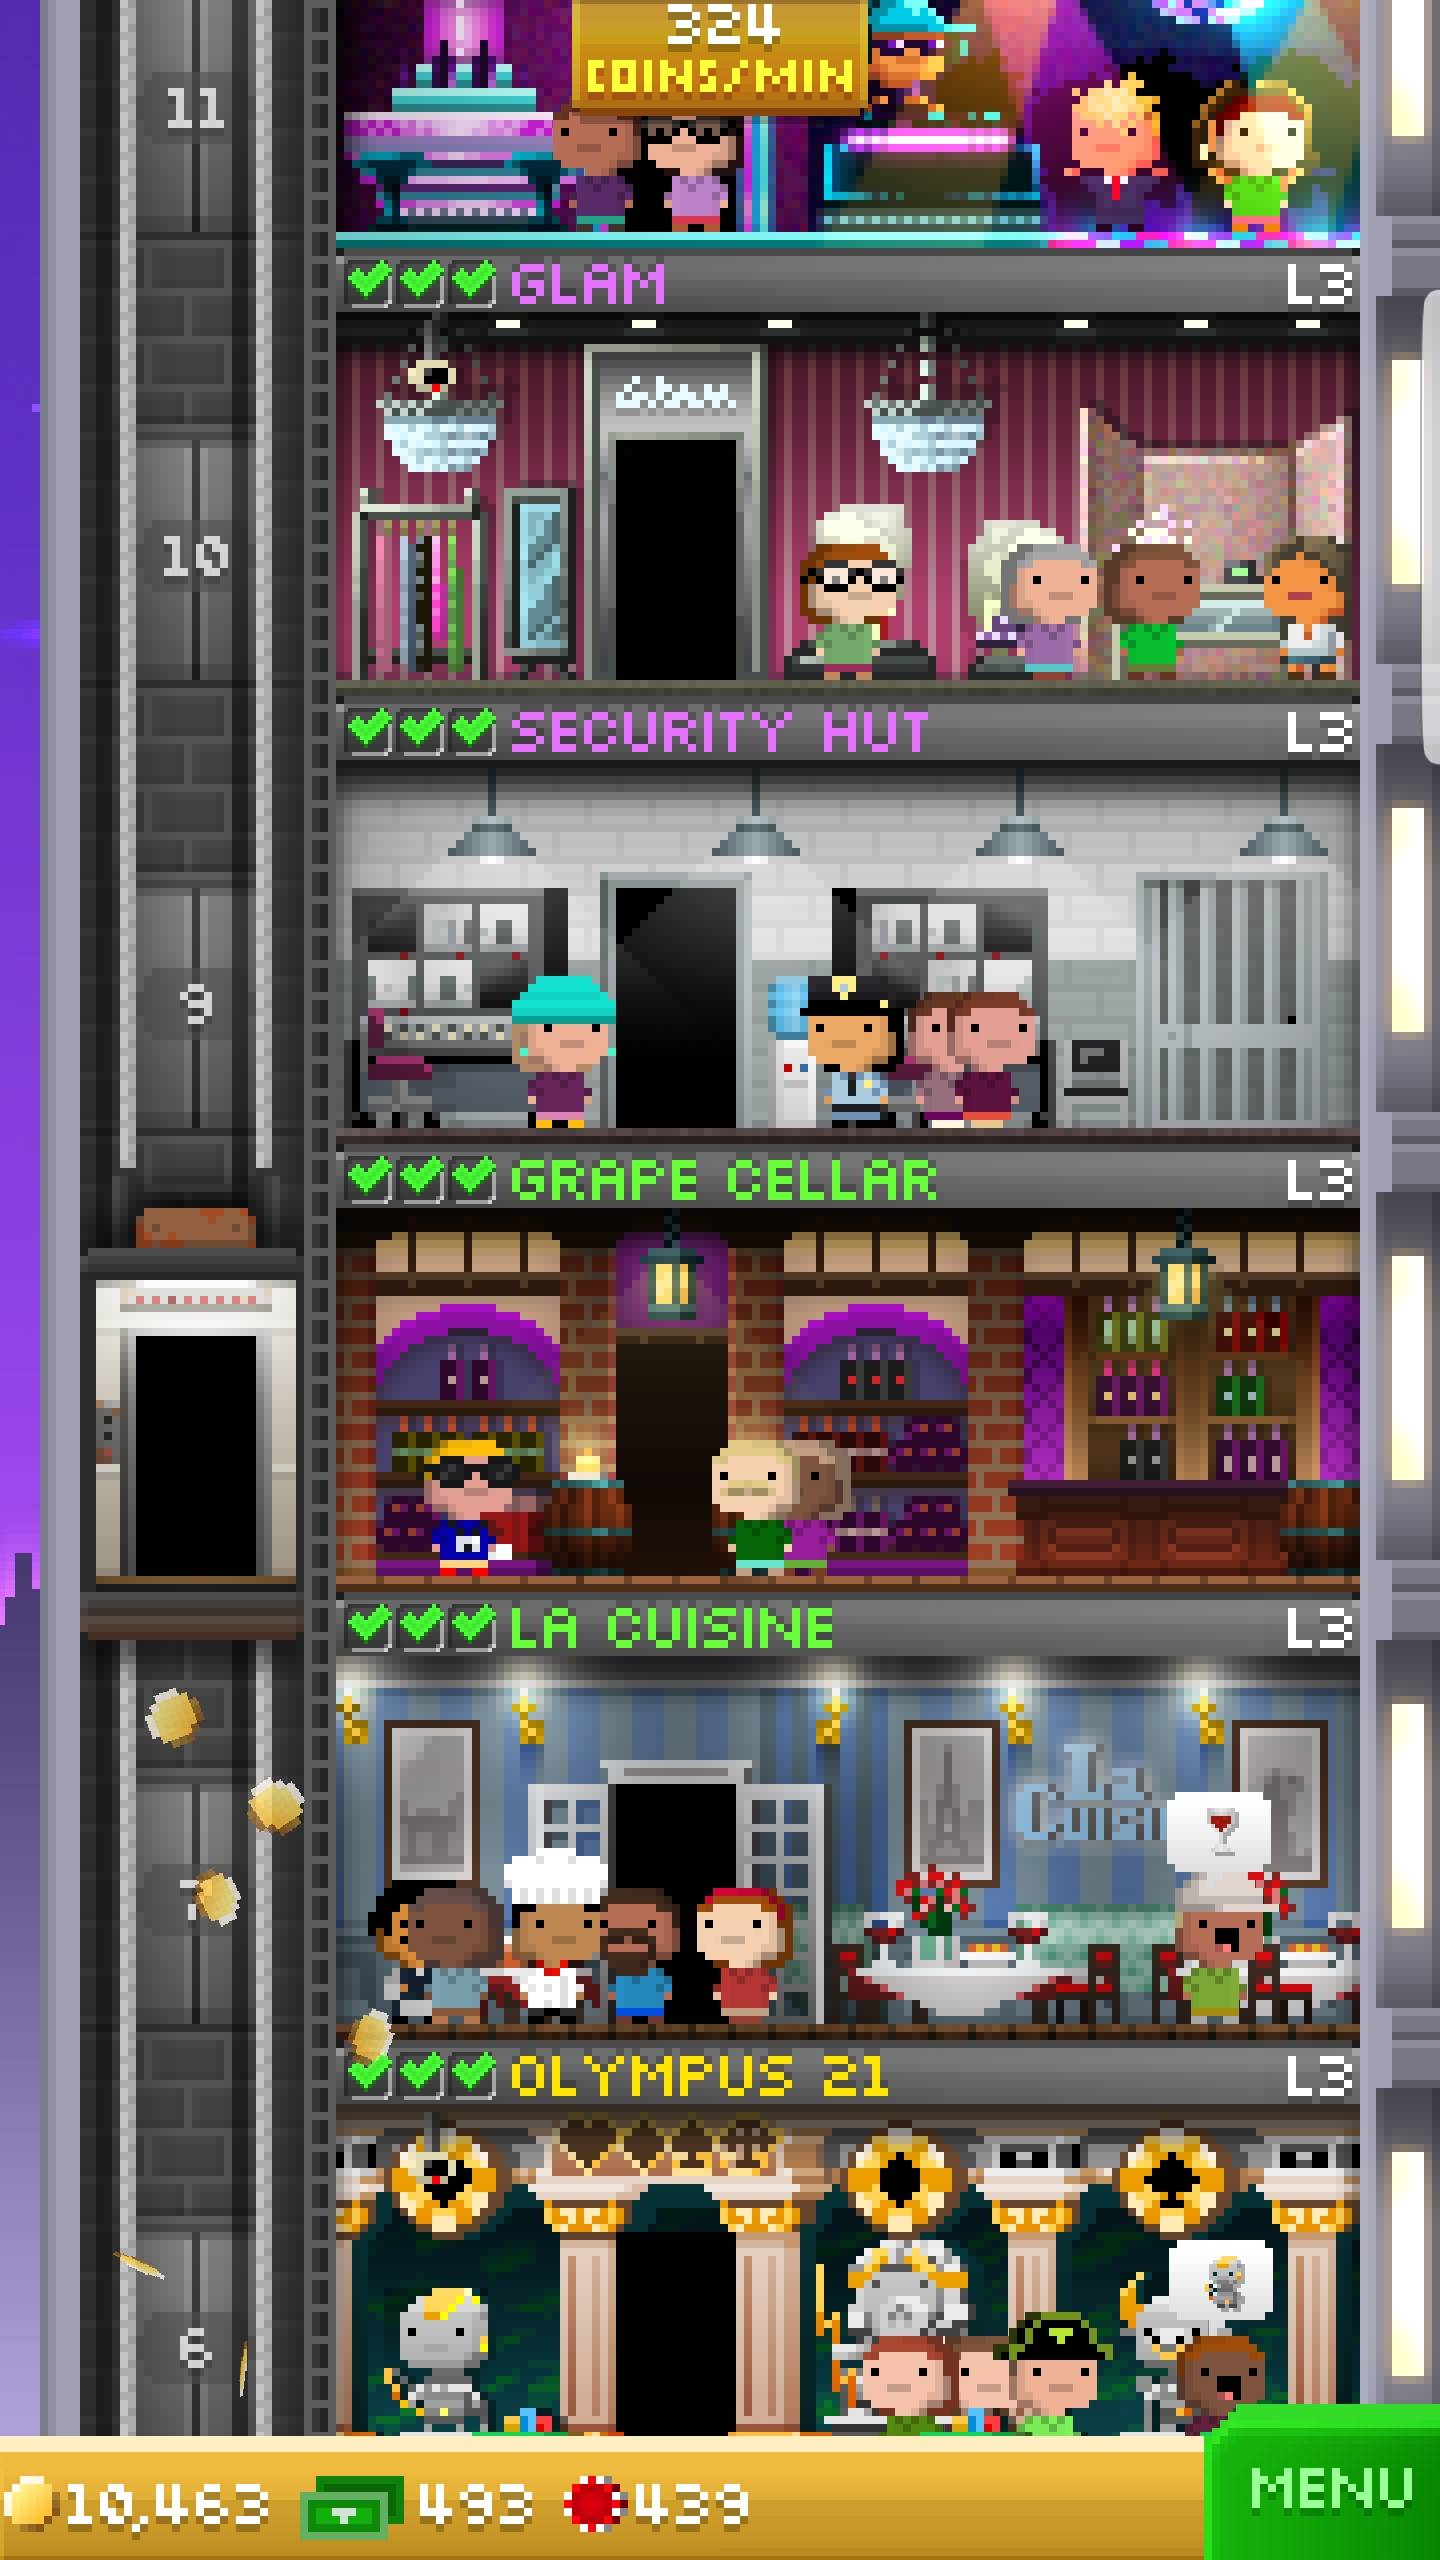 324
COINS/MIN
11
GLAM L3
Glam
10
SECURITY HUT L3
9
GRAPE CELLAR L3
LA CUISINE L3
La
7
OLYMPUS 21 L3
6
10,463 493 439
MENU